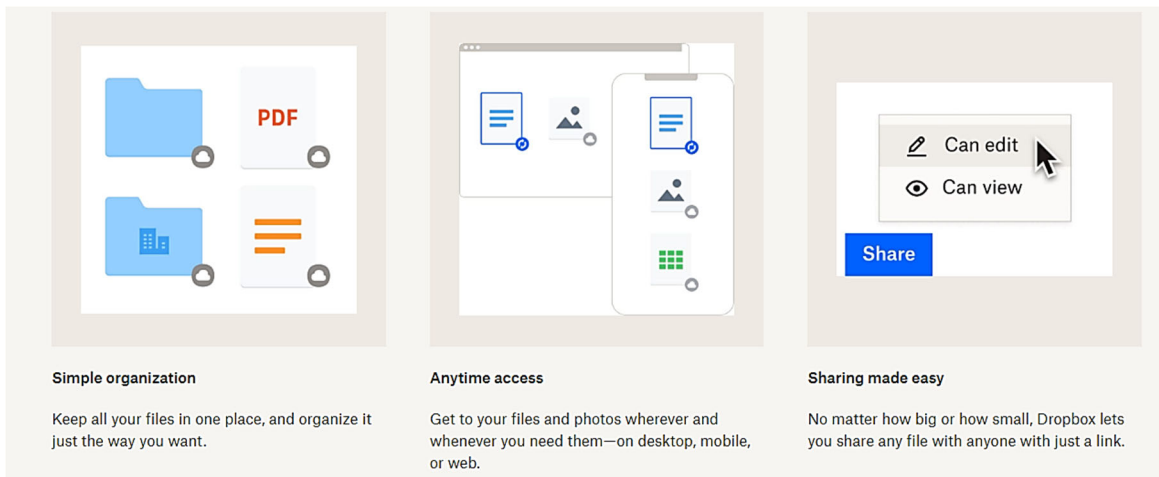 PDF
Can edit
Can view
Share
Simple organization
Keep all your files in one place, and organize it
just the way you want.
Anytime access
Get to your files and photos wherever and
whenever you need them—on desktop, mobile,
or web.
Sharing made easy
No matter how big or how small, Dropbox lets
you share any file with anyone with just a link.